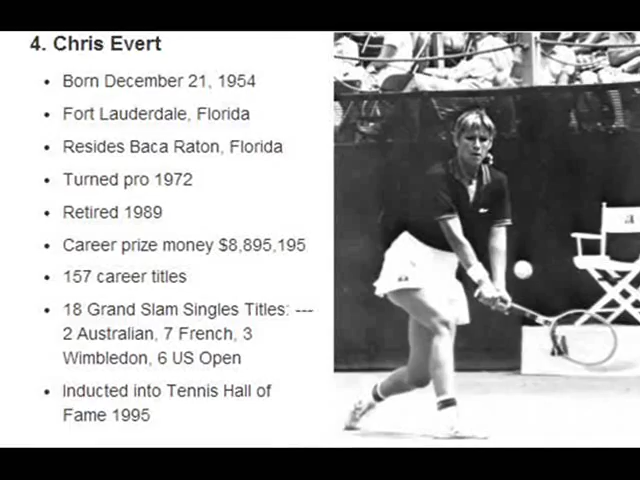 4. Chris Evert
• Born December 21, 1954
• Fort Lauderdale, Florida
• Resides Baca Raton, Florida
• Turned pro 1972
• Retired 1989
• Career prize money $8,895,195
• 157 career titles
• 18 Grand Slam Singles Titles: ---
2 Australian, 7 French, 3
Wimbledon, 6 US Open
• Inducted into Tennis Hall of
Fame 1995